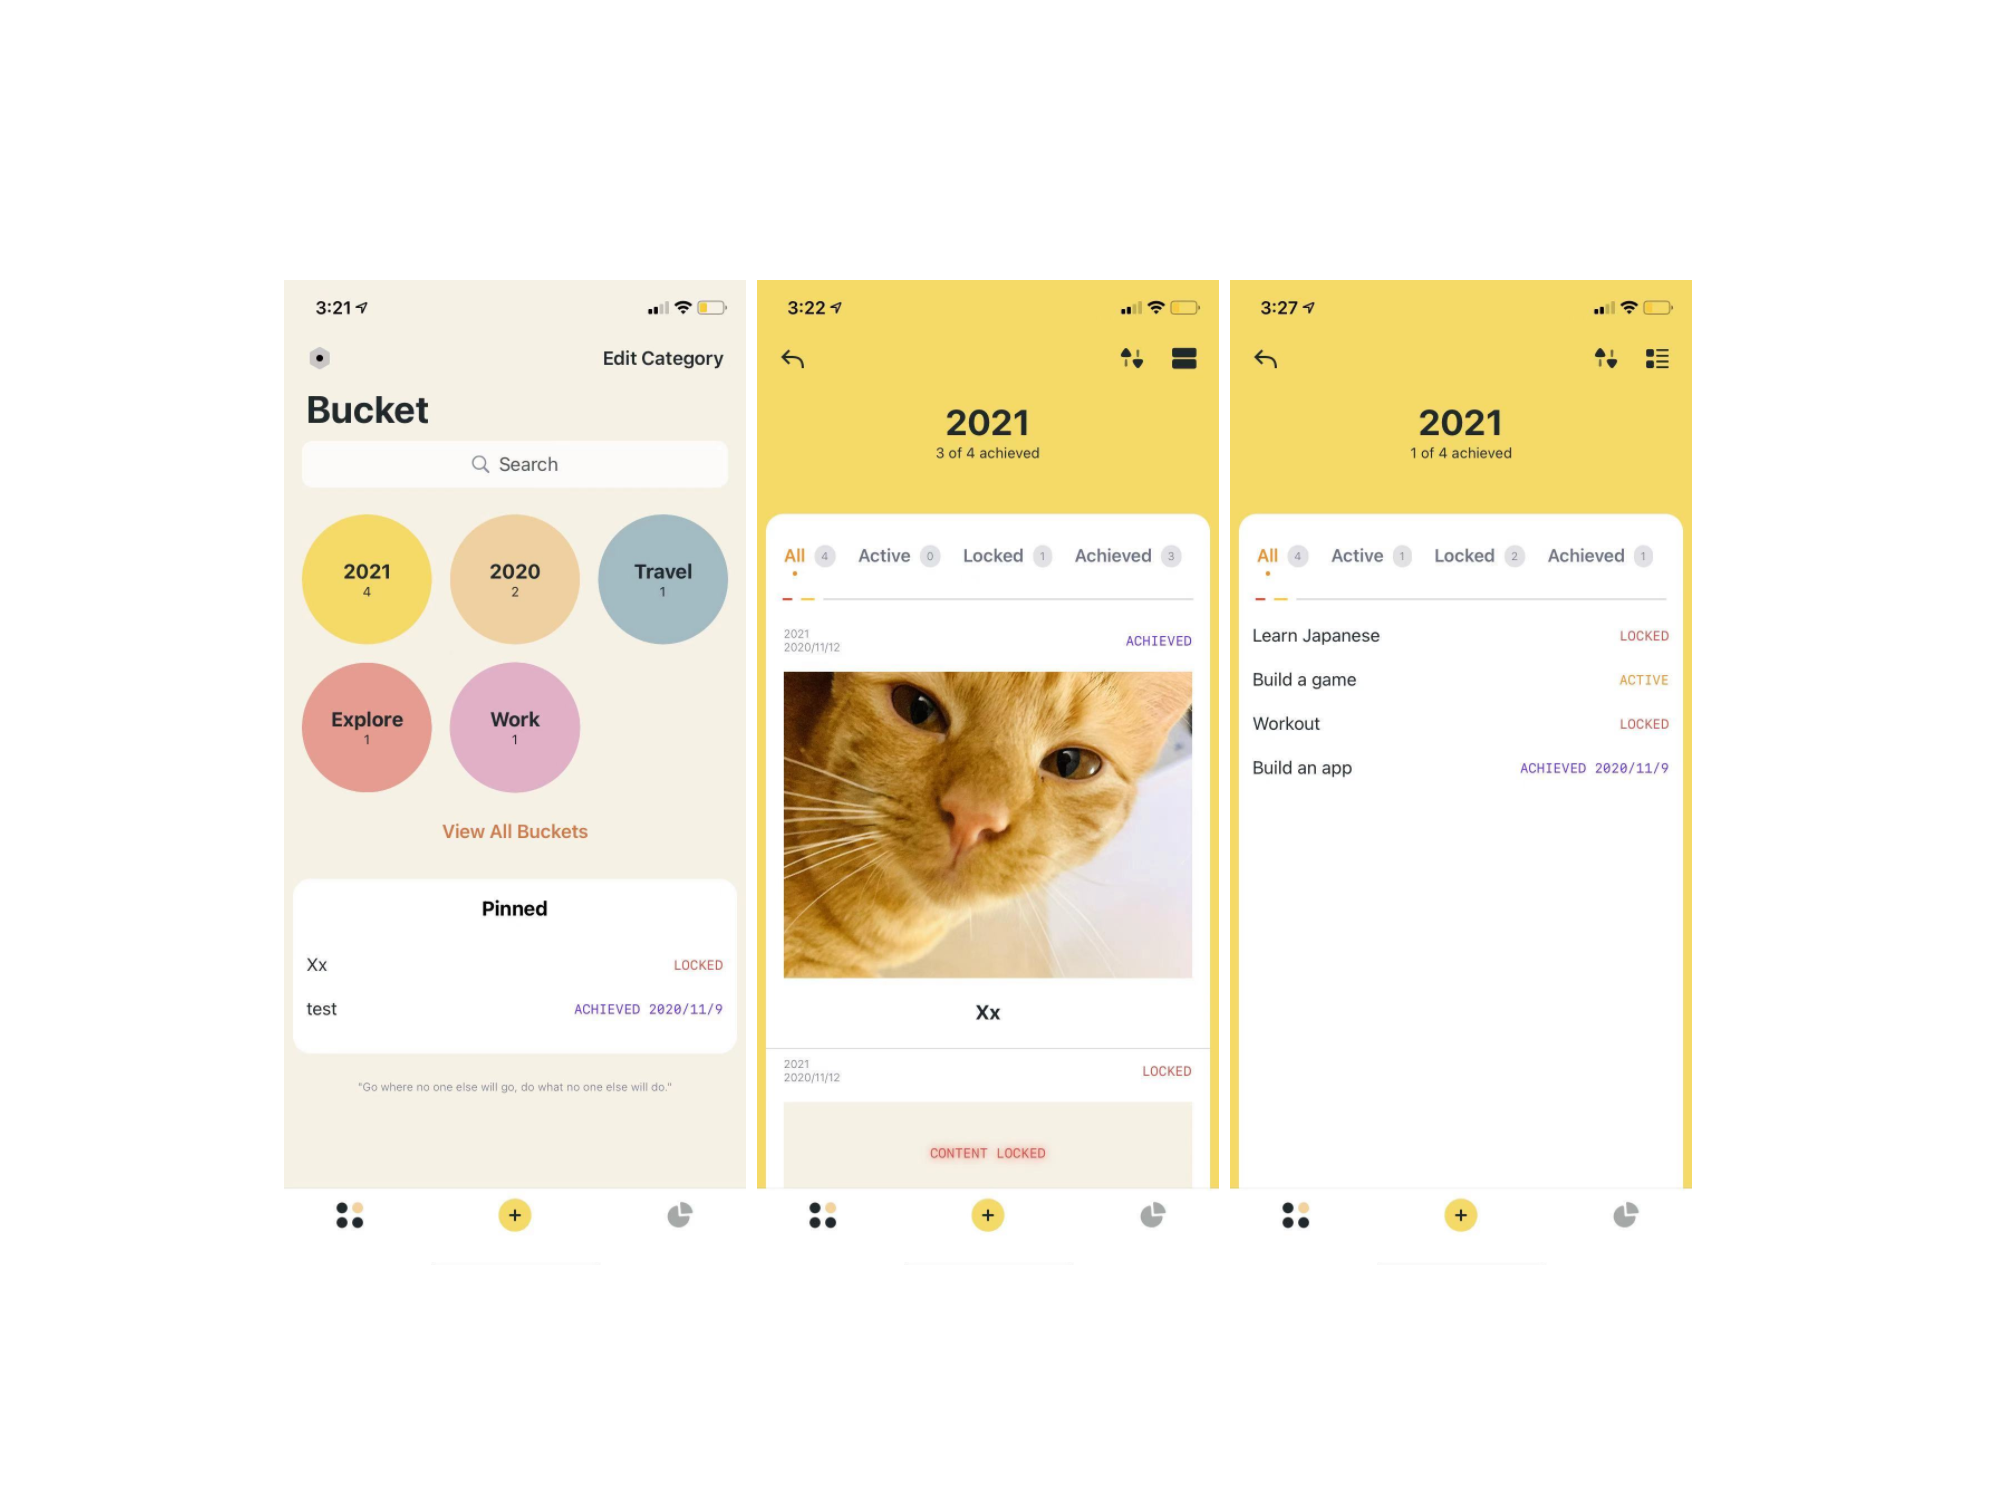 3:21
Edit Category
Bucket
Search
2021
4
2020
2
Travel
1
Explore
1
Work
1
View All Buckets
Pinned
Xx LOCKED
test ACHIEVED 2020/11/9
"Go where no one else will go, do what no one else will do."
3:22
2021
3 of 4 achieved
All 4 Active 0 Locked 1 Achieved 3
2021
2020/11/12
ACHIEVED
Xx
2021
2020/11/12
LOCKED
CONTENT LOCKED
3:27
2021
1 of 4 achieved
All 4 Active 1 Locked 2 Achieved 1
Learn Japanese LOCKED
Build a game ACTIVE
Workout LOCKED
Build an app ACHIEVED 2020/11/9